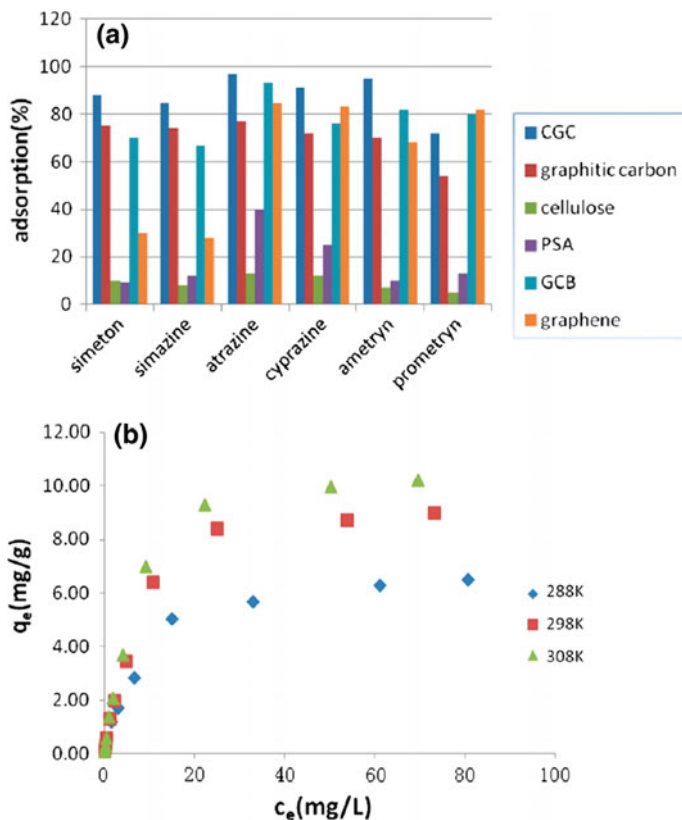 (a)
120
100
80
60
40
20
0
adsorption(%)
simeton
simazine
atrazine
cyprazine
ametryn
prometryn
CGC
graphitic carbon
cellulose
PSA
GCB
graphene
(b)
12.00
10.00
8.00
6.00
4.00
2.00
0.00
qe(mg/g)
0 20 40 60 80 100
ce(mg/L)
288K
298K
308K